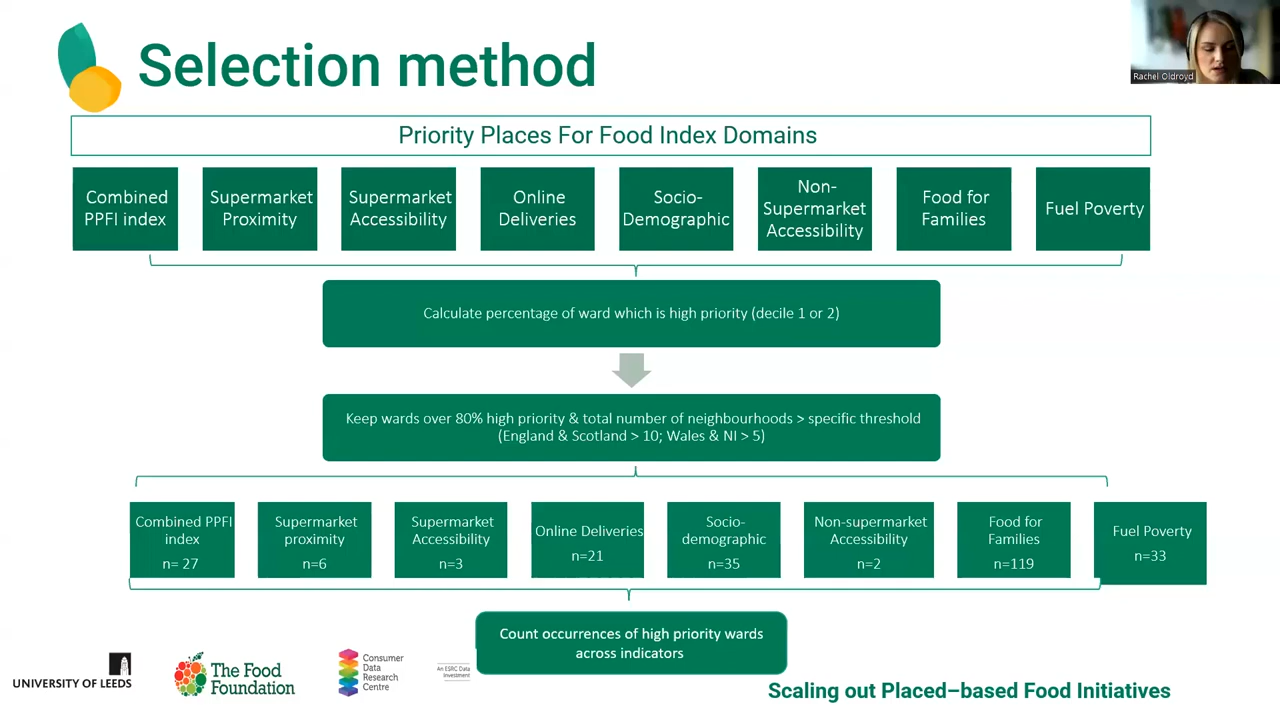 Selection method
Rachel Oldroyd
Priority Places For Food Index Domains
Combined
PPFI index
Supermarket
Proximity
Supermarket
Accessibility
Online
Deliveries
Socio-
Demographic
Non-
Supermarket
Accessibility
Food for
Families
Fuel Poverty
Calculate percentage of ward which is high priority (decile 1 or 2)
Keep wards over 80% high priority & total number of neighbourhoods > specific threshold
(England & Scotland > 10; Wales & NI > 5)
Combined PPFI
index
n= 27
Supermarket
proximity
n=6
Supermarket
Accessibility
n=3
Online Deliveries
n=21
Socio-
demographic
n=35
Non-supermarket
Accessibility
n=2
Food for
Families
n=119
Fuel Poverty
n=33
Count occurrences of high priority wards
across indicators
UNIVERSITY OF LEEDS
The Food
Foundation
Consumer
Data
Research
Centre
An ESRC Data
Investment
Scaling out Placed–based Food Initiatives